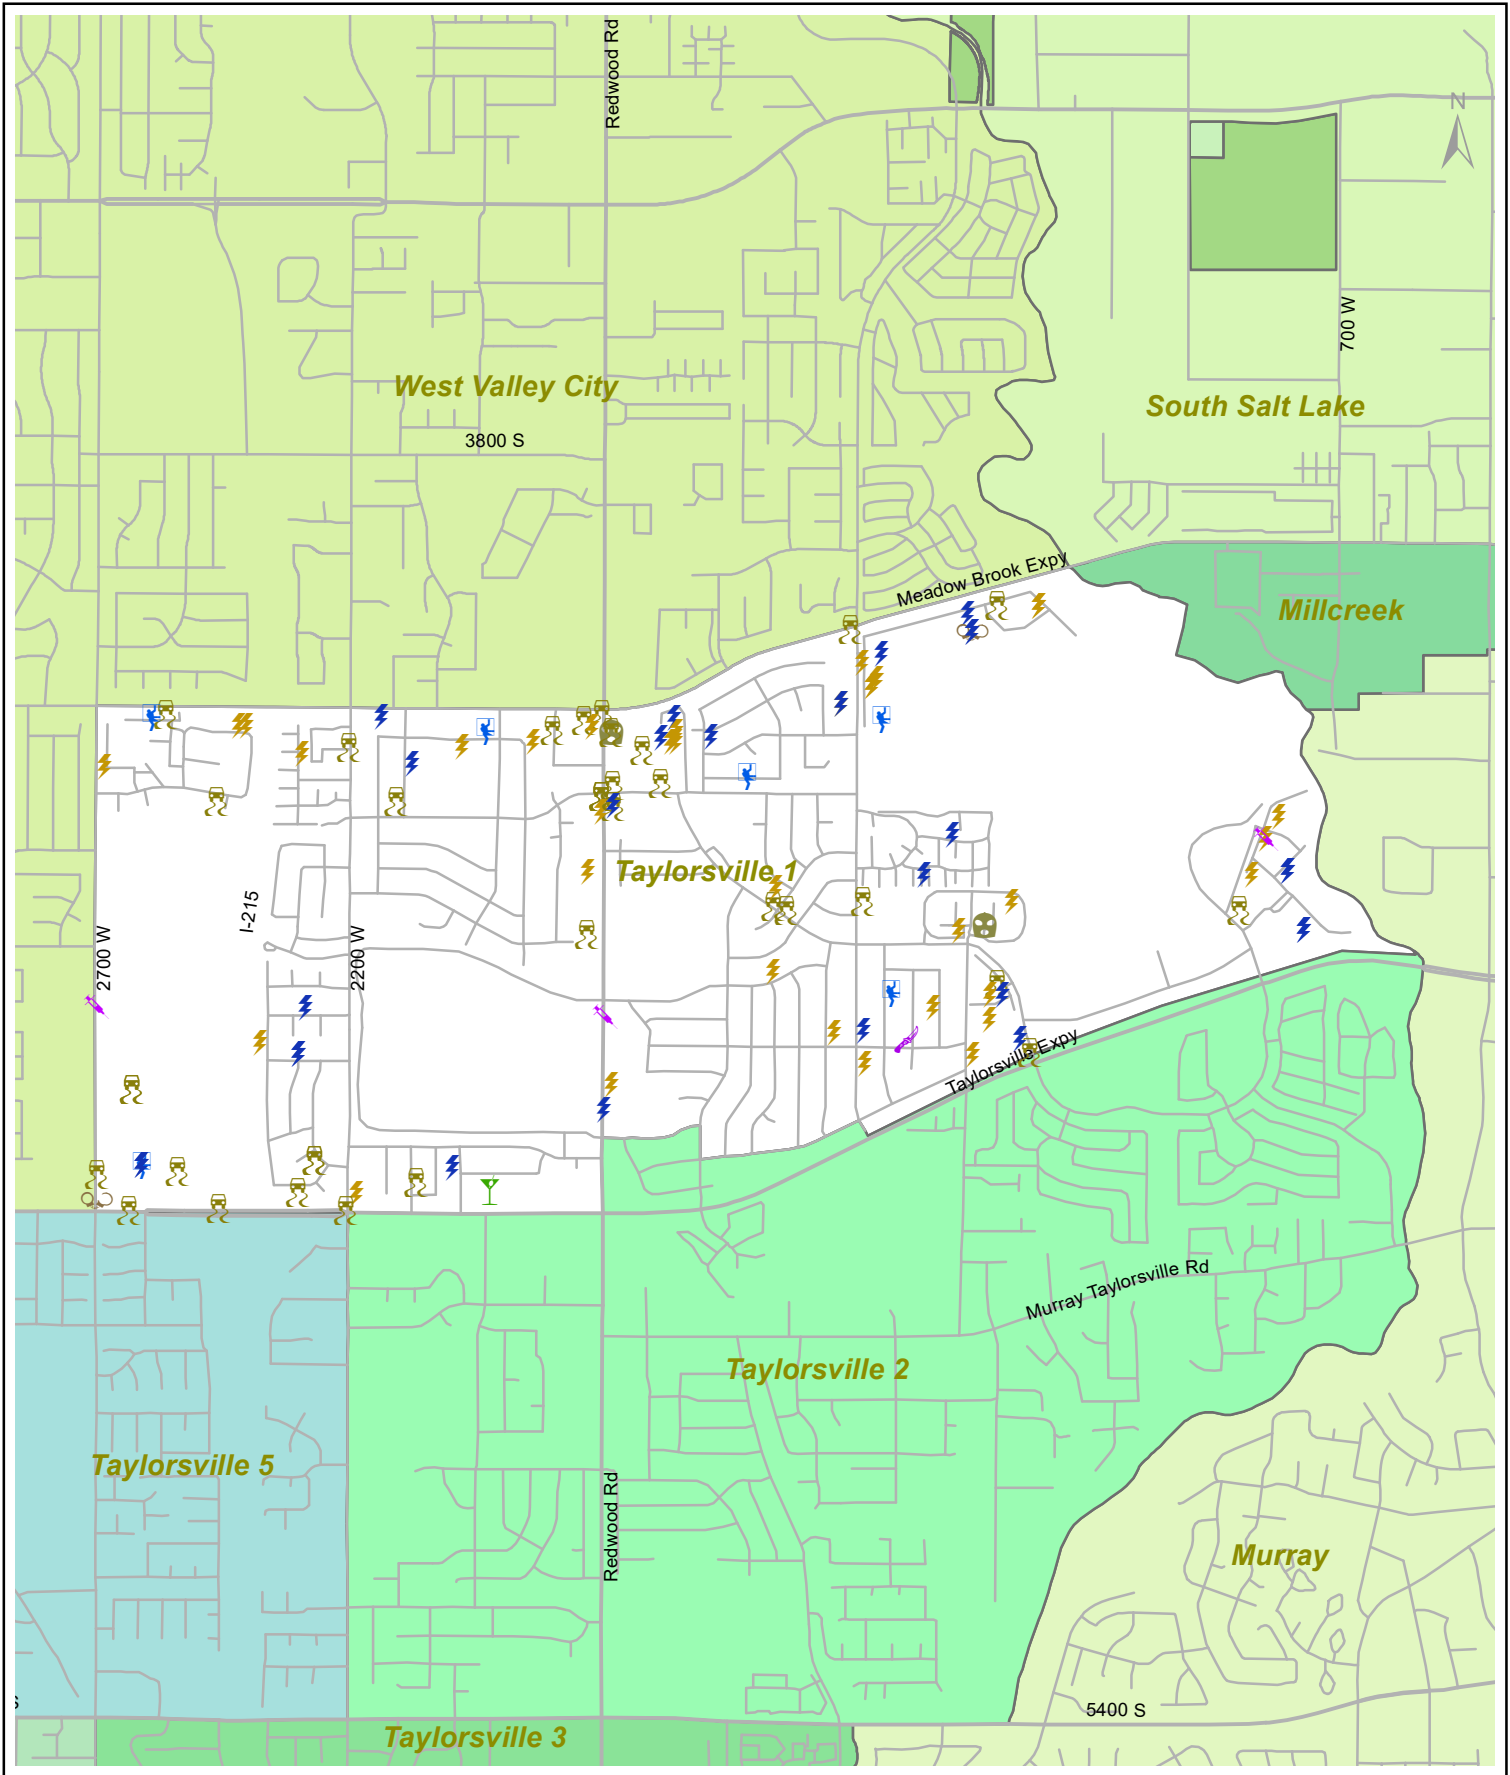 Redwood Rd
N
700 W
West Valley City
South Salt Lake
3800 S
Meadow Brook Expy
Millcreek
Taylorsville 1
I-215
2700 W
2200 W
Taylorsville Expy
Murray Taylorsville Rd
Taylorsville 2
Taylorsville 5
Redwood Rd
Murray
5400 S
Taylorsville 3